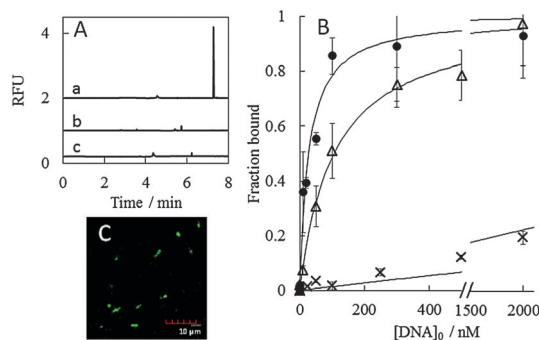 A
RFU
4
2
0
a
b
c
0 2 4 6 8
Time / min
C
10 µm
B
Fraction bound
1
0.8
0.6
0.4
0.2
0
0 200 400 1500 2000
[DNA]₀ / nM